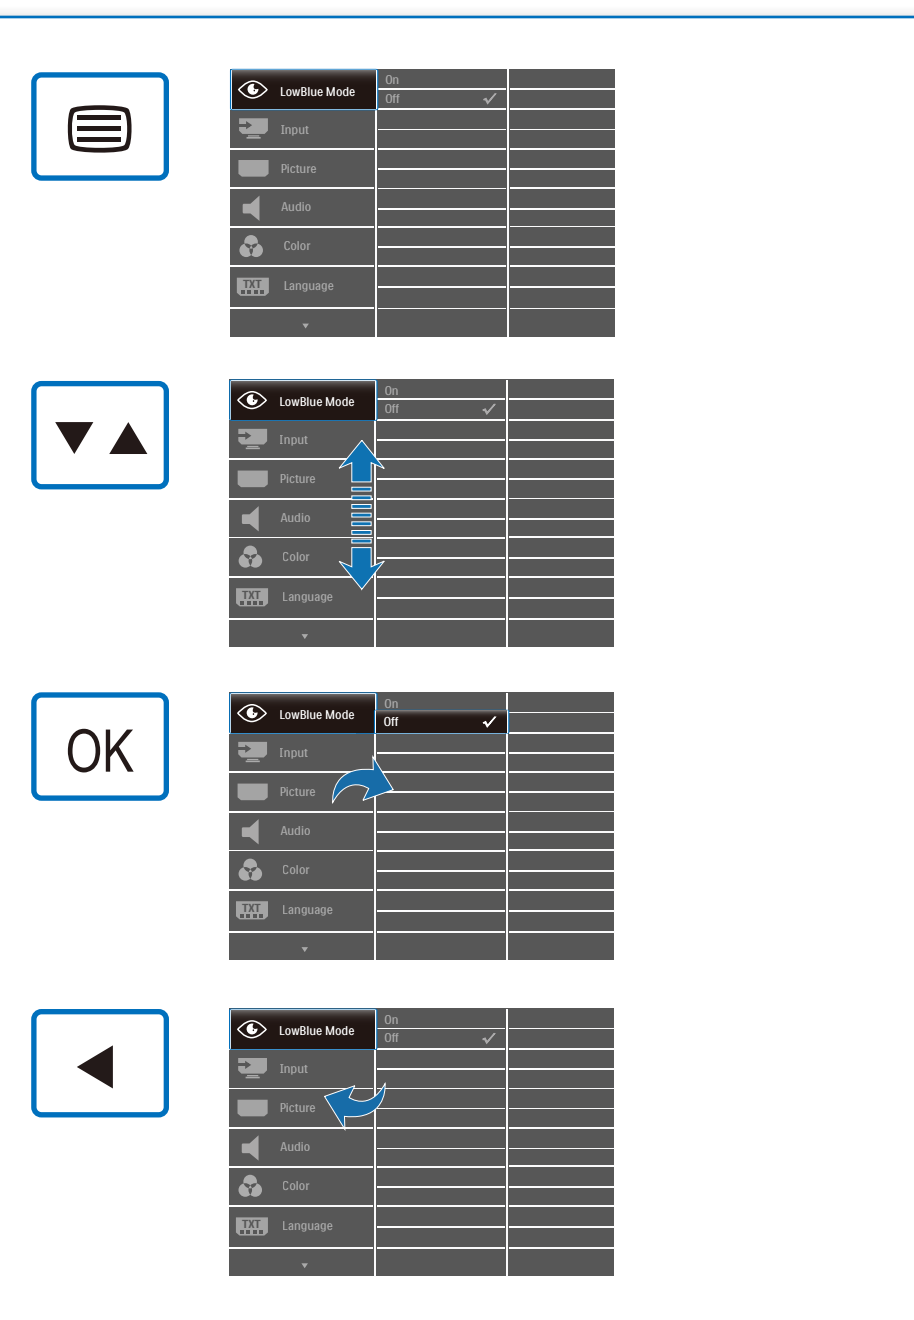 LowBlue Mode
On
Off
Input
Picture
Audio
Color
TXT
Language
LowBlue Mode
On
Off
Input
Picture
Audio
Color
TXT
Language
OK
LowBlue Mode
On
Off
Input
Picture
Audio
Color
TXT
Language
LowBlue Mode
On
Off
Input
Picture
Audio
Color
TXT
Language